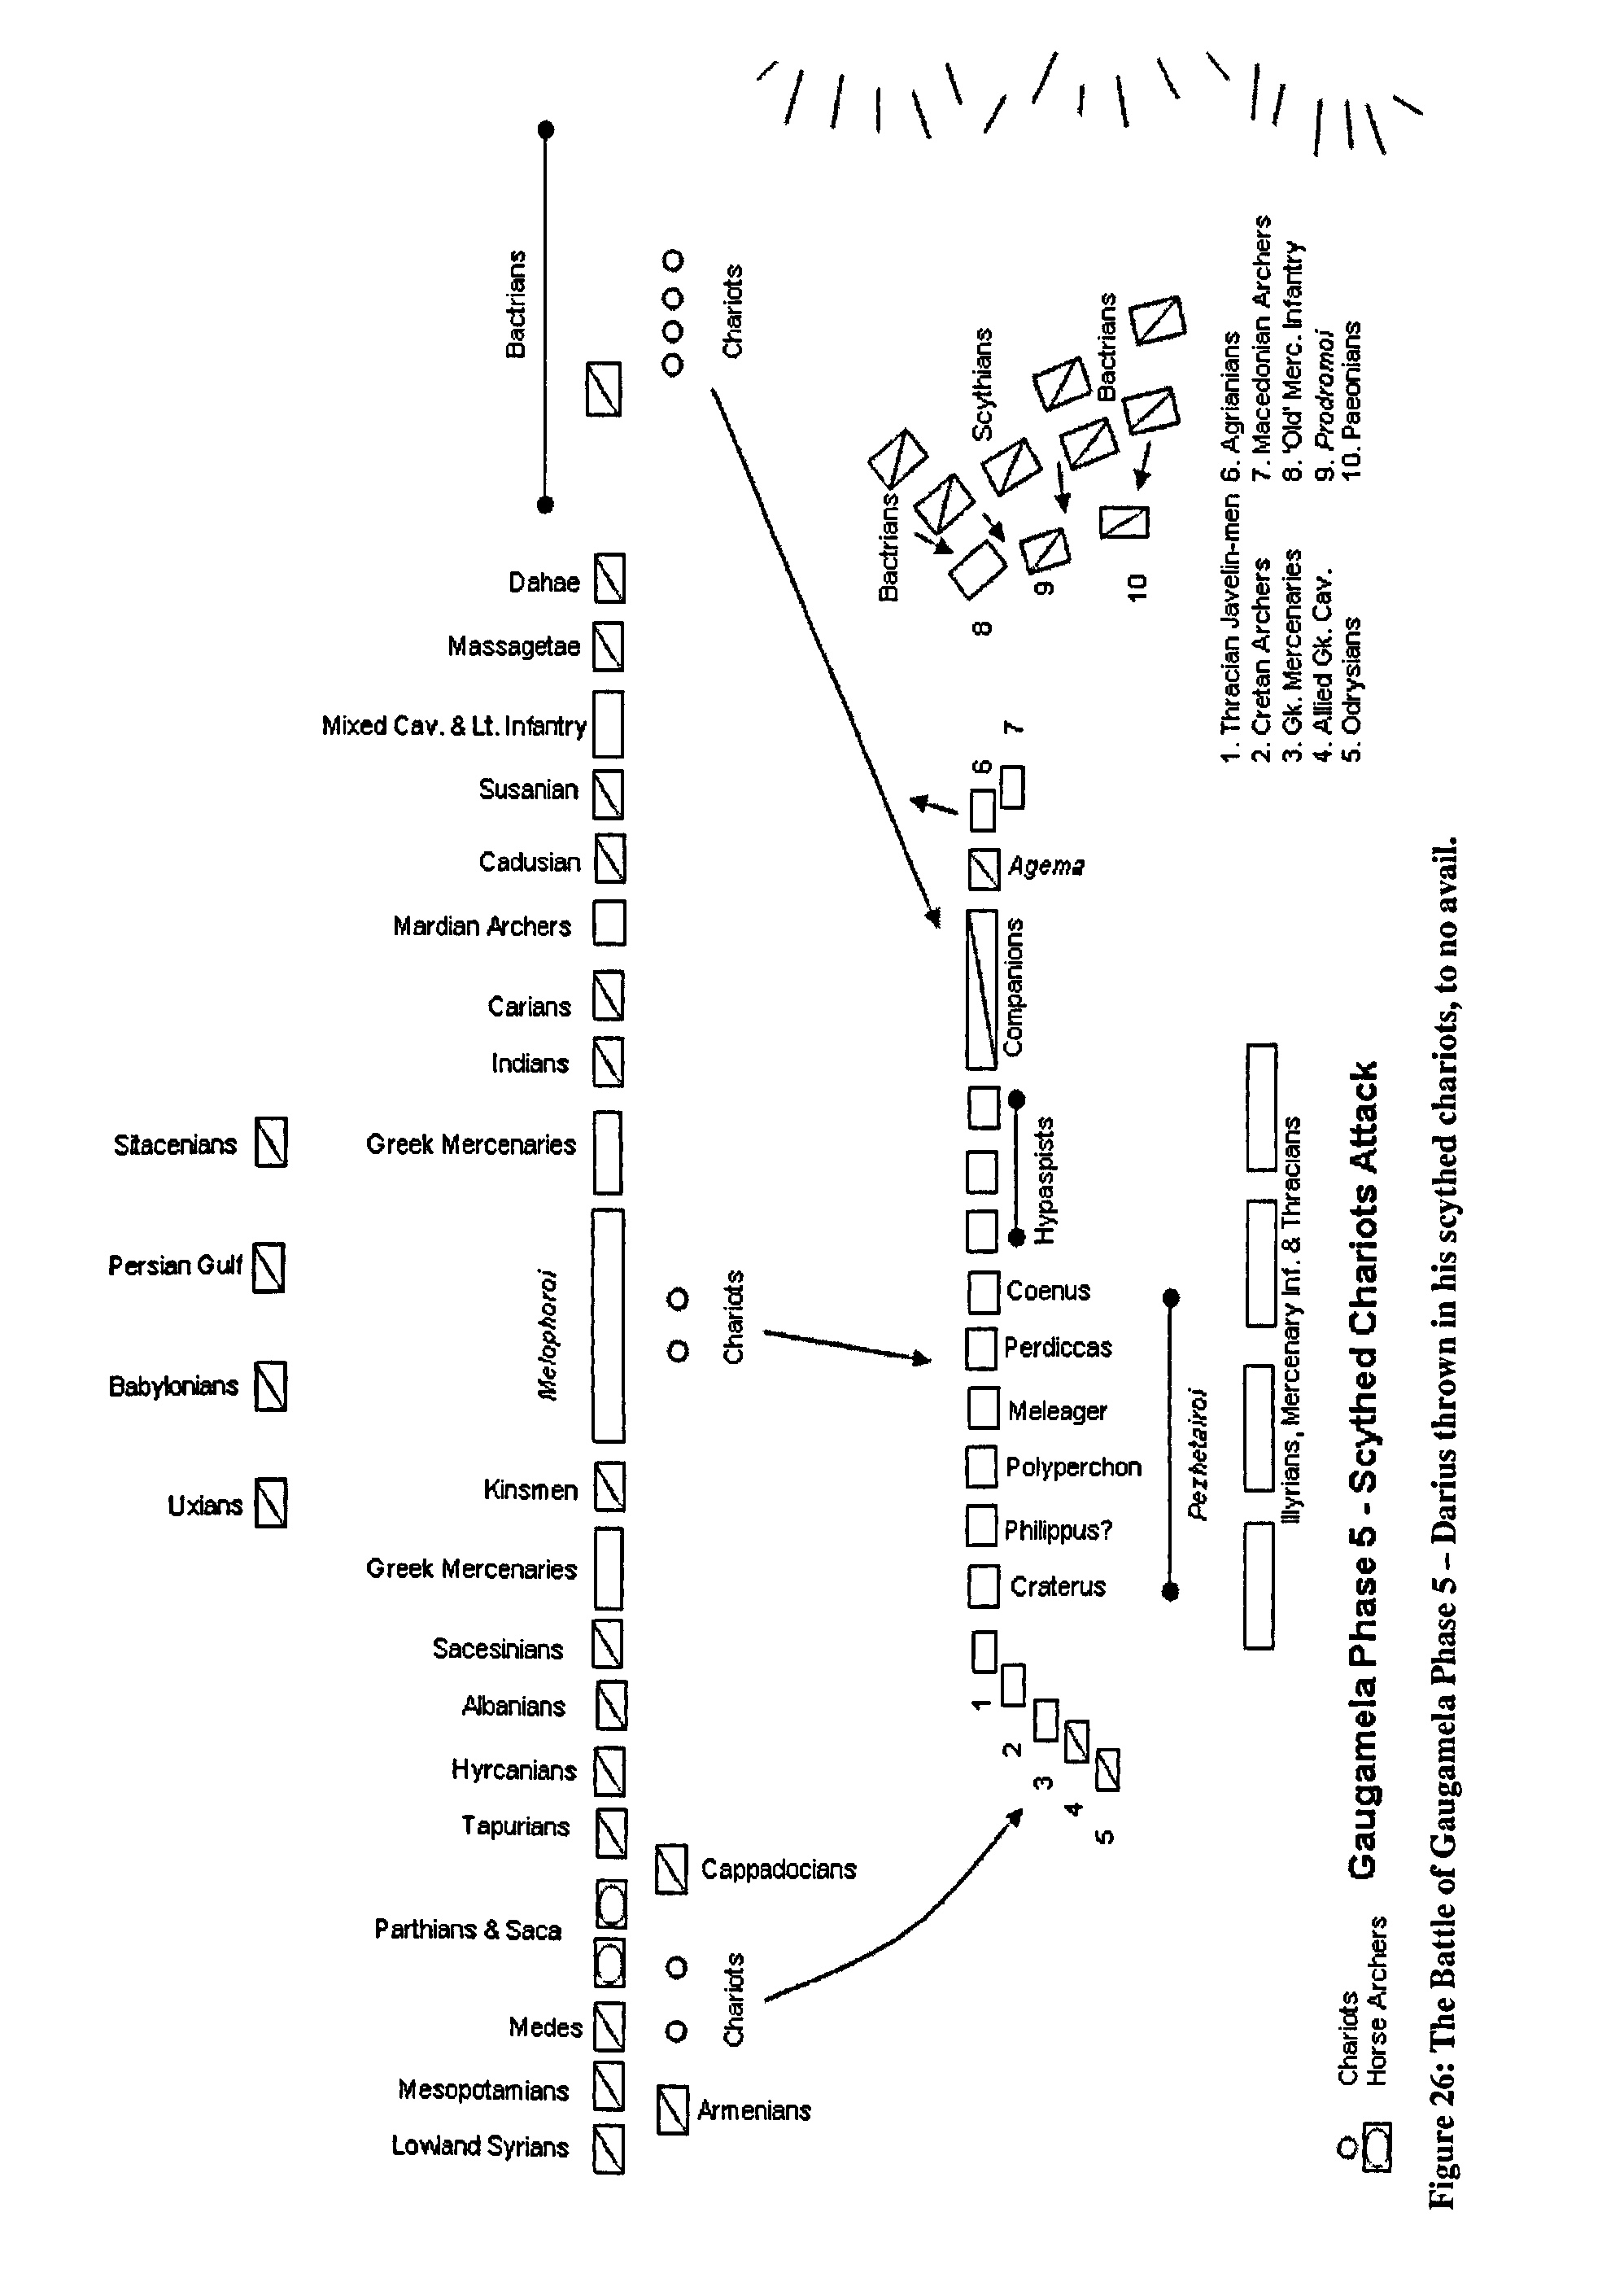 Bactrians
Chariots
Dahae
Massagetae
Mixed Cav. & Lt. Infantry
Susanian
Cadusian
Mardian Archers
Carians
Indians
Greek Mercenaries
Melophoroi
Kinsmen
Greek Mercenaries
Sacesinians
Albanians
Hyrcanians
Tapurians
Parthians & Saca
Medes
Mesopotamians
Lowland Syrians
Sitacenians
Persian Gulf
Babylonians
Uxians
Chariots
Cappadocians
Chariots
Armenians
Bactrians
Scythians
Bactrians
8
9
10
7
6
Agema
Companions
Hypaspists
Coenus
Perdiccas
Meleager
Polyperchon
Philippus?
Craterus
Pezhetairoi
1
2
3
4
5
Illyrians, Mercenary Inf. & Thracians
1. Thracian Javelin-men 6. Agrianians
2. Cretan Archers 7. Macedonian Archers
3. Gk. Mercenaries 8. 'Old' Merc. Infantry
4. Allied Gk. Cav. 9. Prodromoi
5. Odrysians 10. Paeonians
Chariots
Horse Archers
Gaugamela Phase 5 - Scythed Chariots Attack
Figure 26: The Battle of Gaugamela Phase 5 – Darius thrown in his scythed chariots, to no avail.